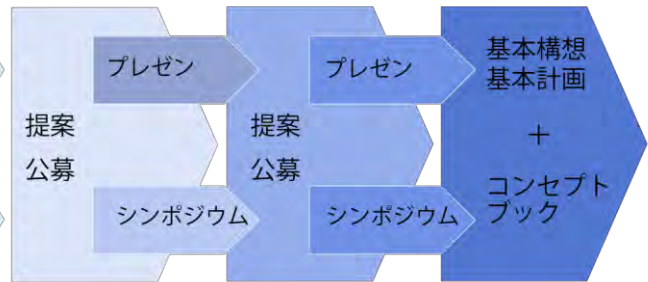 提案
公募
プレゼン
シンポジウム
提案
公募
プレゼン
シンポジウム
基本構想
基本計画
+
コンセプト
ブック